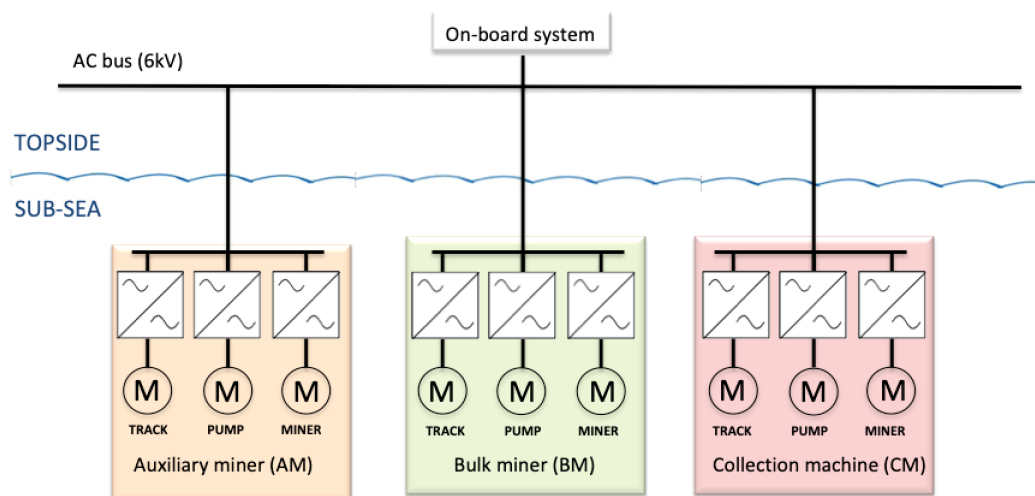 On-board system
AC bus (6kV)
TOPSIDE
SUB-SEA
M M M M M M M M M
TRACK PUMP MINER TRACK PUMP MINER TRACK PUMP MINER
Auxiliary miner (AM) Bulk miner (BM) Collection machine (CM)